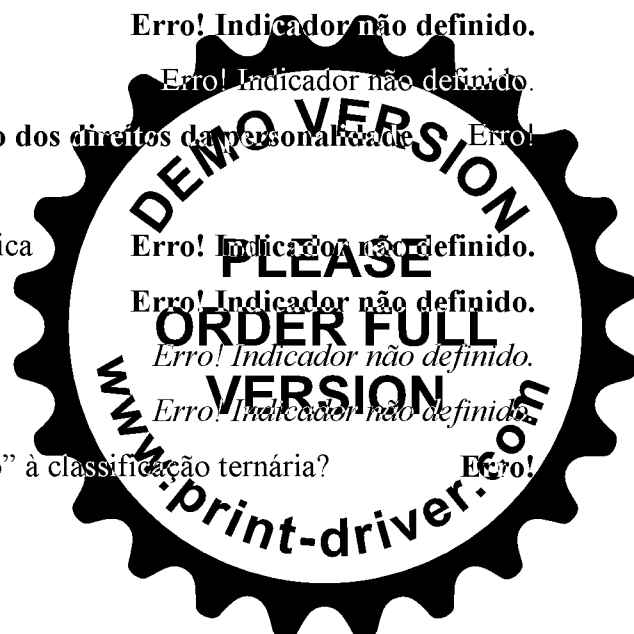 Erro! Indicador não definido.
Erro! Indicador não definido.
o dos direitos da personalidade Erro!
ica Erro! Indicador não definido.
Erro! Indicador não definido.
Erro! Indicador não definido.
Erro! Indicador não definido.
o” à classificação ternária? Erro!
DEMO VERSION
PLEASE
ORDER FULL
VERSION
www.print-driver.com